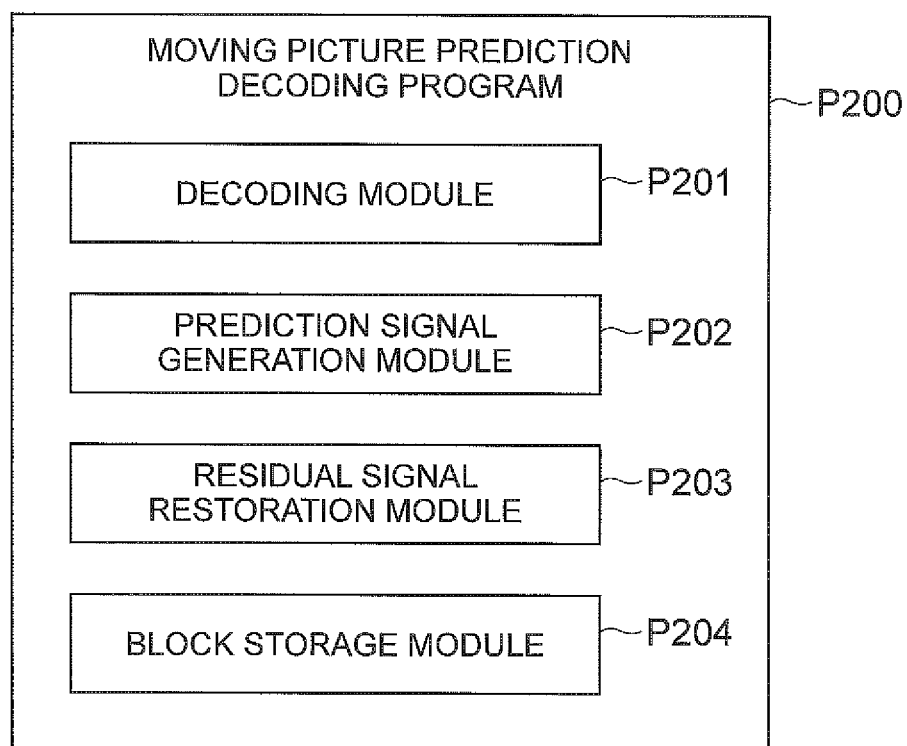 MOVING PICTURE PREDICTION
DECODING PROGRAM
P200
DECODING MODULE
P201
PREDICTION SIGNAL
GENERATION MODULE
P202
RESIDUAL SIGNAL
RESTORATION MODULE
P203
BLOCK STORAGE MODULE
P204